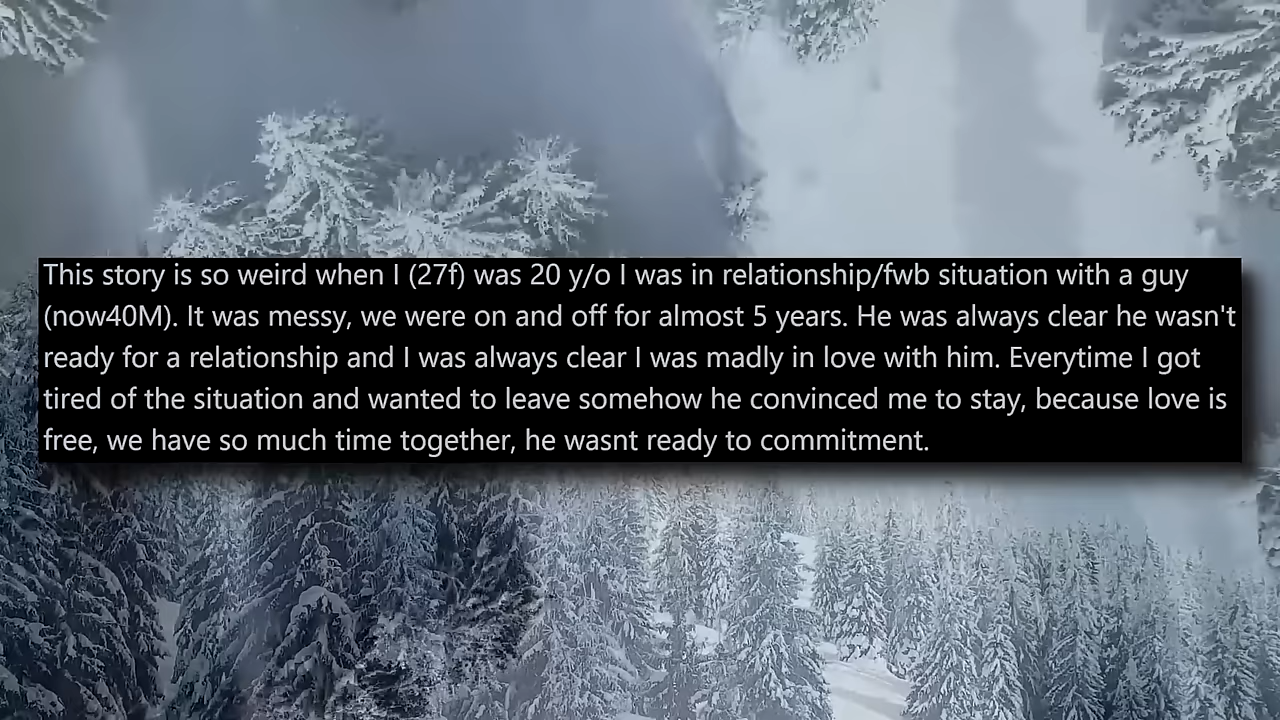 This story is so weird when I (27f) was 20 y/o I was in relationship/fwb situation with a guy
(now40M). It was messy, we were on and off for almost 5 years. He was always clear he wasn't
ready for a relationship and I was always clear I was madly in love with him. Everytime I got
tired of the situation and wanted to leave somehow he convinced me to stay, because love is
free, we have so much time together, he wasnt ready to commitment.